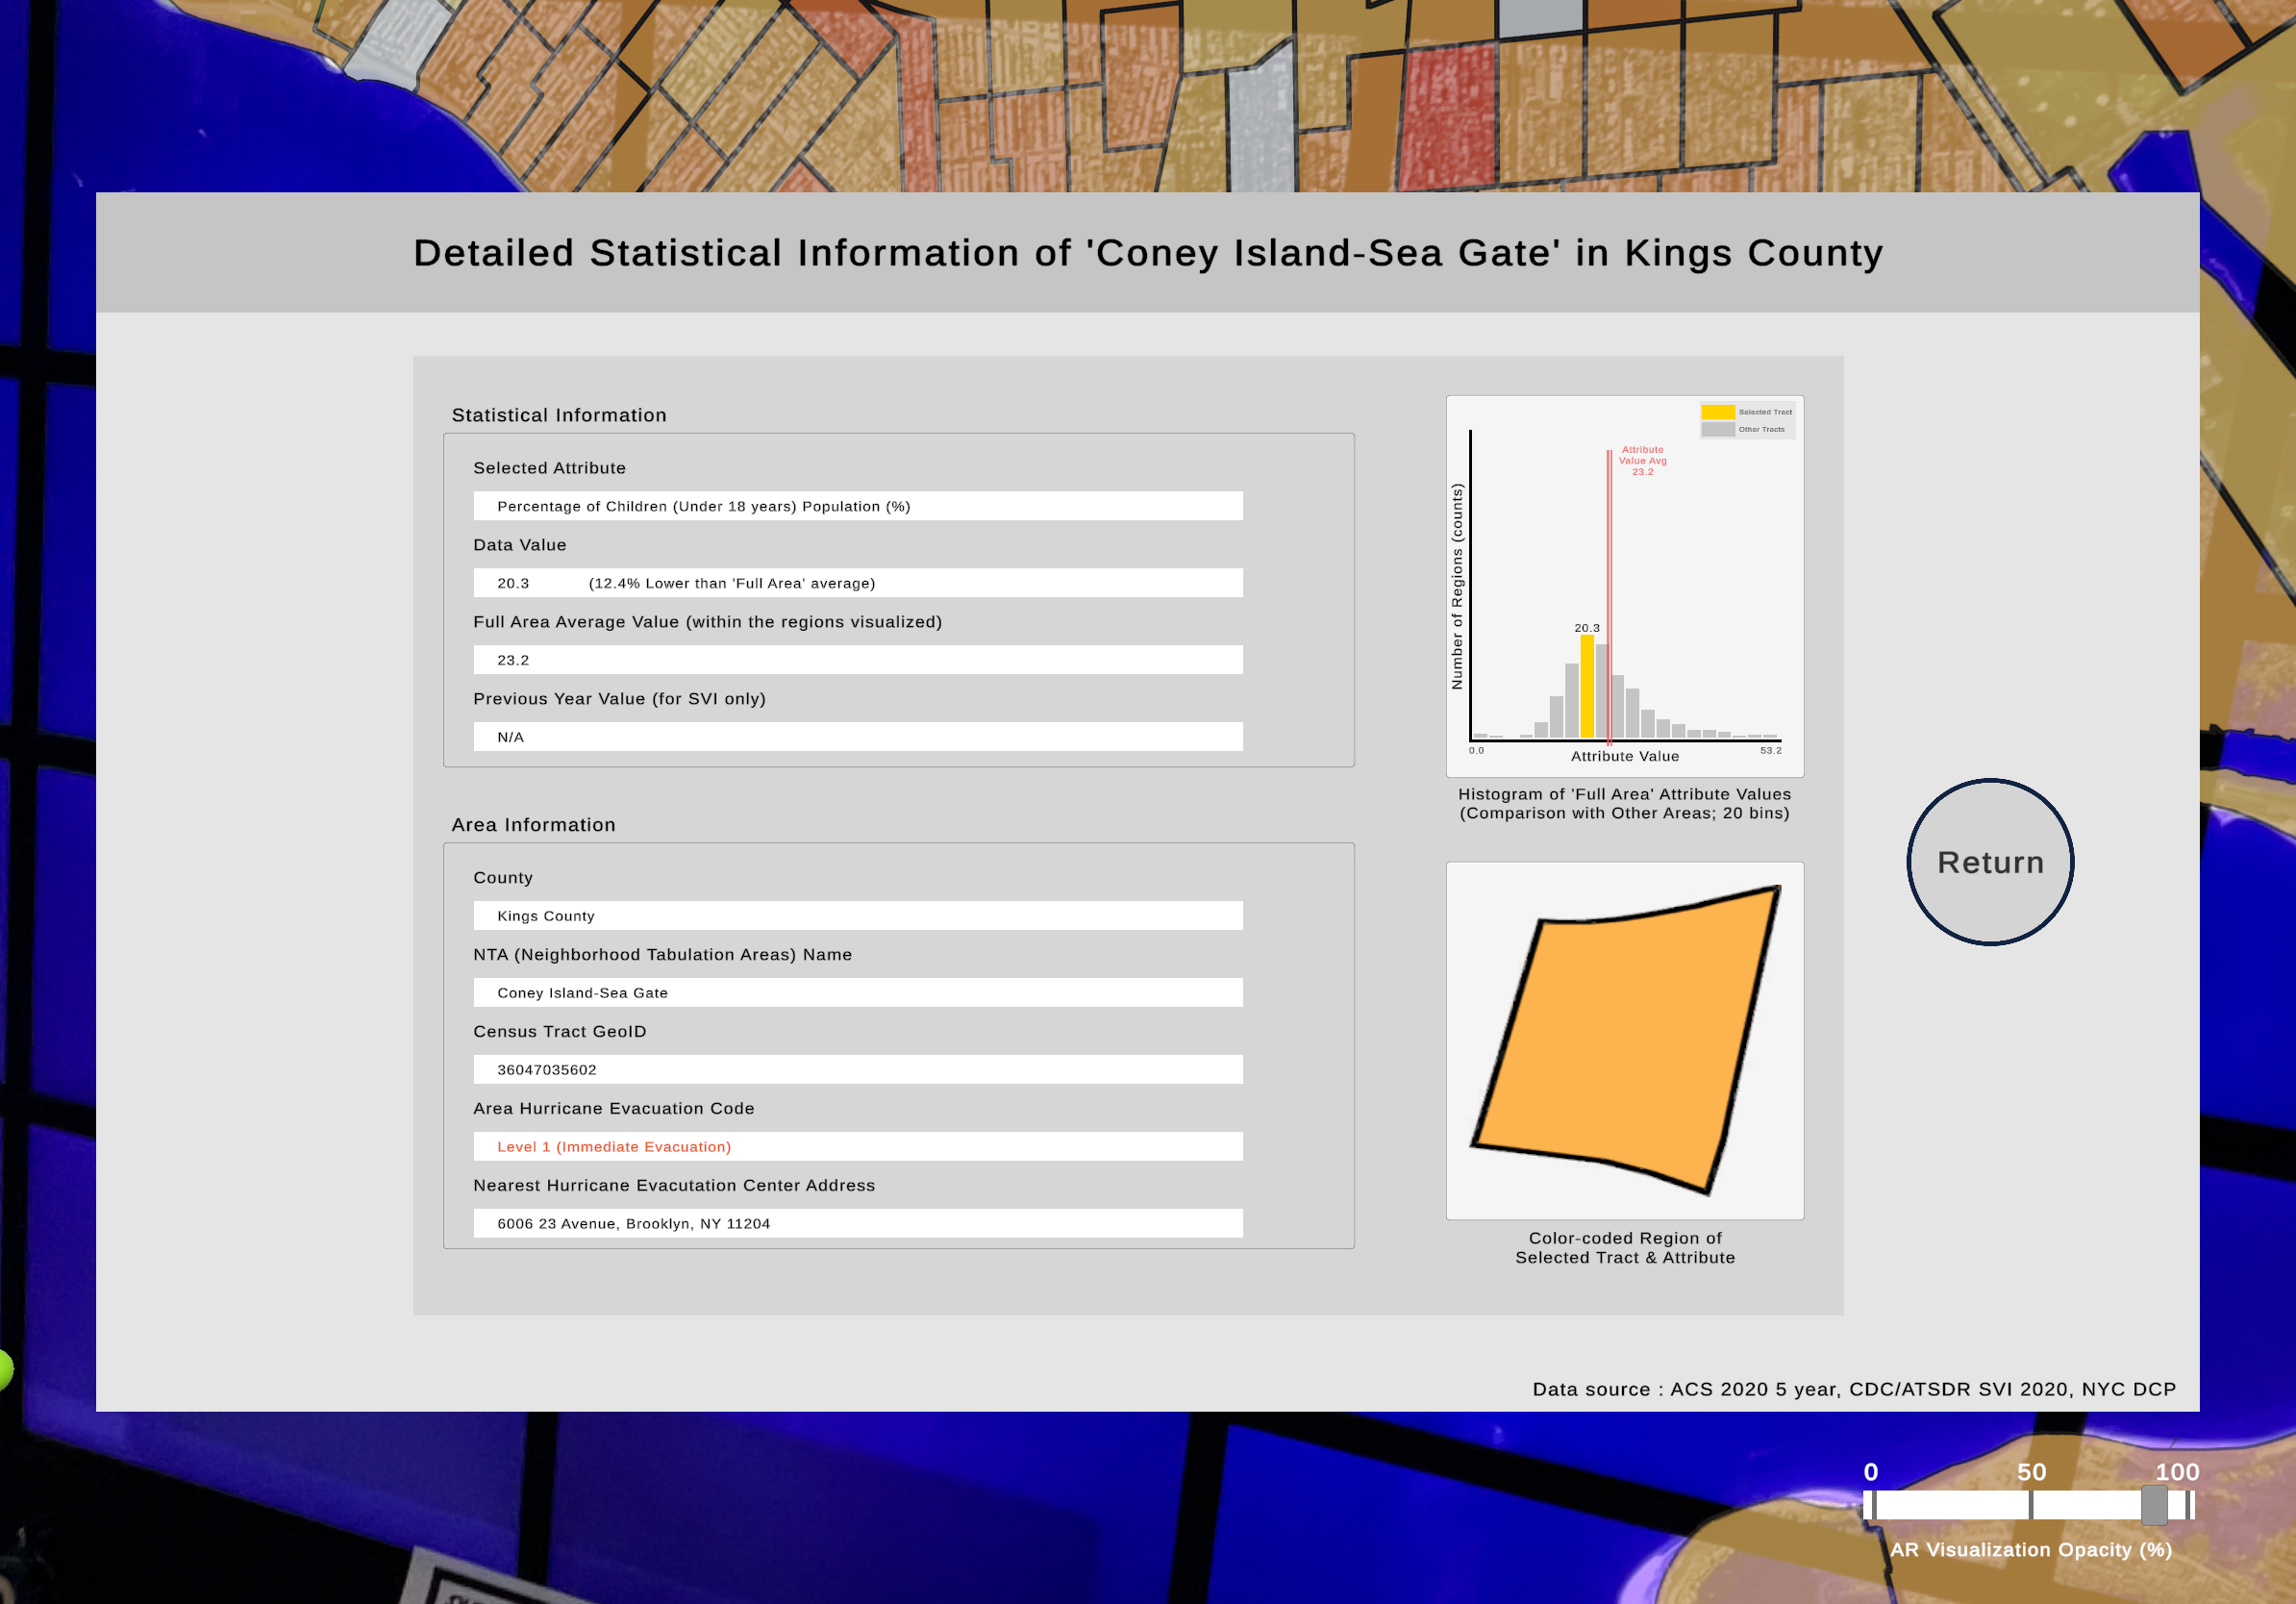 Detailed Statistical Information of 'Coney Island-Sea Gate' in Kings County
Statistical Information
Selected Attribute
Percentage of Children (Under 18 years) Population (%)
Data Value
20.3 (12.4% Lower than 'Full Area' average)
Full Area Average Value (within the regions visualized)
23.2
Previous Year Value (for SVI only)
N/A
Area Information
County
Kings County
NTA (Neighborhood Tabulation Areas) Name
Coney Island-Sea Gate
Census Tract GeoID
36047035602
Area Hurricane Evacuation Code
Level 1 (Immediate Evacuation)
Nearest Hurricane Evacutation Center Address
6006 23 Avenue, Brooklyn, NY 11204
Selected Tract
Other Tracts
Attribute
Value Avg
23.2
Number of Regions (counts)
20.3
0.0
53.2
Attribute Value
Histogram of 'Full Area' Attribute Values
(Comparison with Other Areas; 20 bins)
Color-coded Region of
Selected Tract & Attribute
Return
Data source : ACS 2020 5 year, CDC/ATSDR SVI 2020, NYC DCP
0 50 100
AR Visualization Opacity (%)